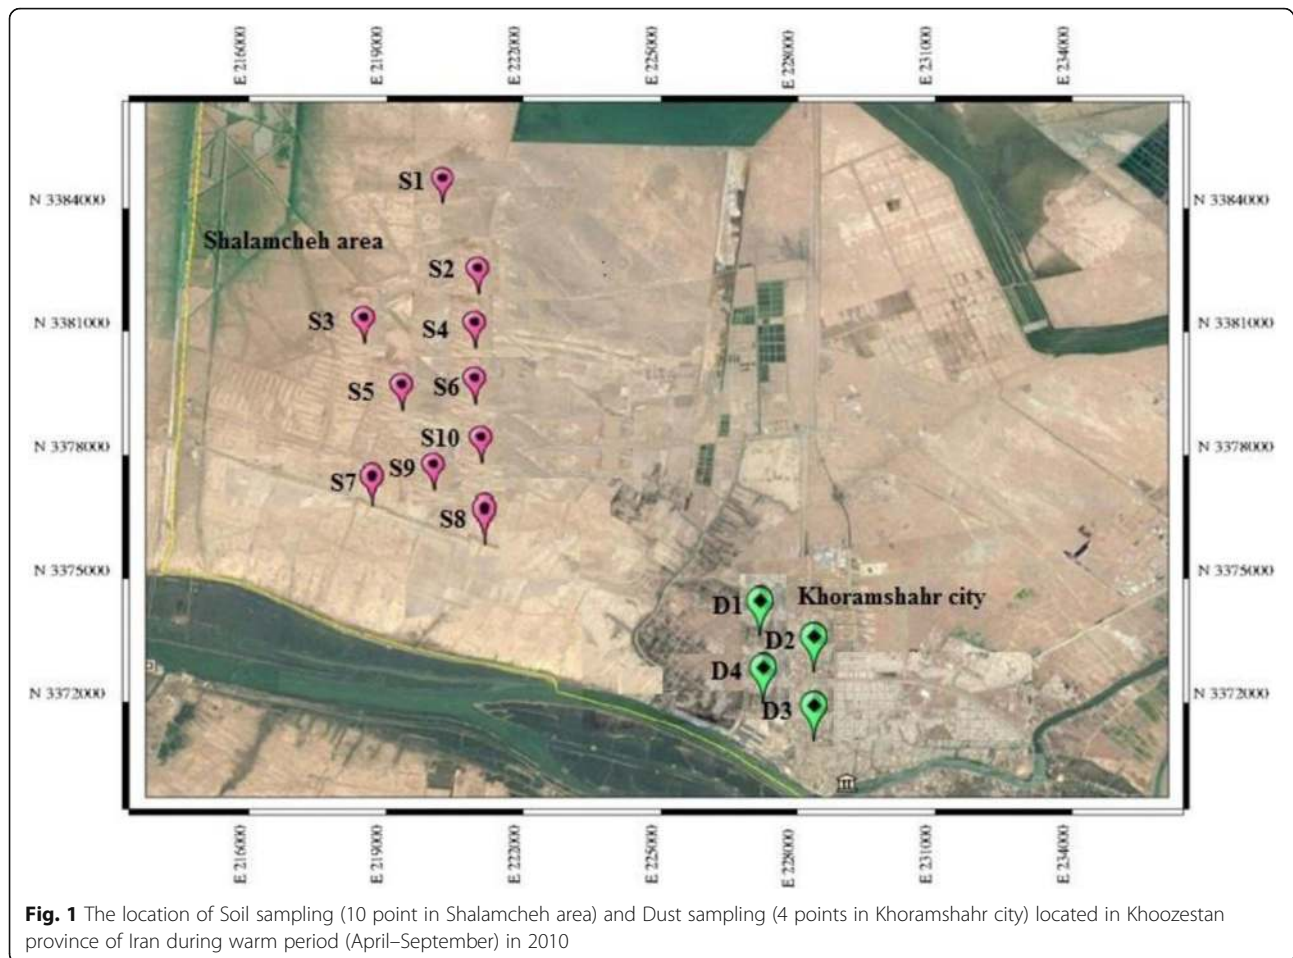 E 216000
E 219000
E 222000
E 225000
E 228000
E 231000
E 234000
N 3384000
N 3384000
S1
Shalamcheh area
S2
N 3381000
S3
S4
N 3381000
S5
S6
N 3378000
S10
N 3378000
S7
S9
S8
N 3375000
N 3375000
D1
Khoramshahr city
D2
D4
N 3372000
D3
N 3372000
E 216000
E 219000
E 222000
E 225000
E 228000
E 231000
E 234000
Fig. 1 The location of Soil sampling (10 point in Shalamcheh area) and Dust sampling (4 points in Khoramshahr city) located in Khoozestan
province of Iran during warm period (April–September) in 2010